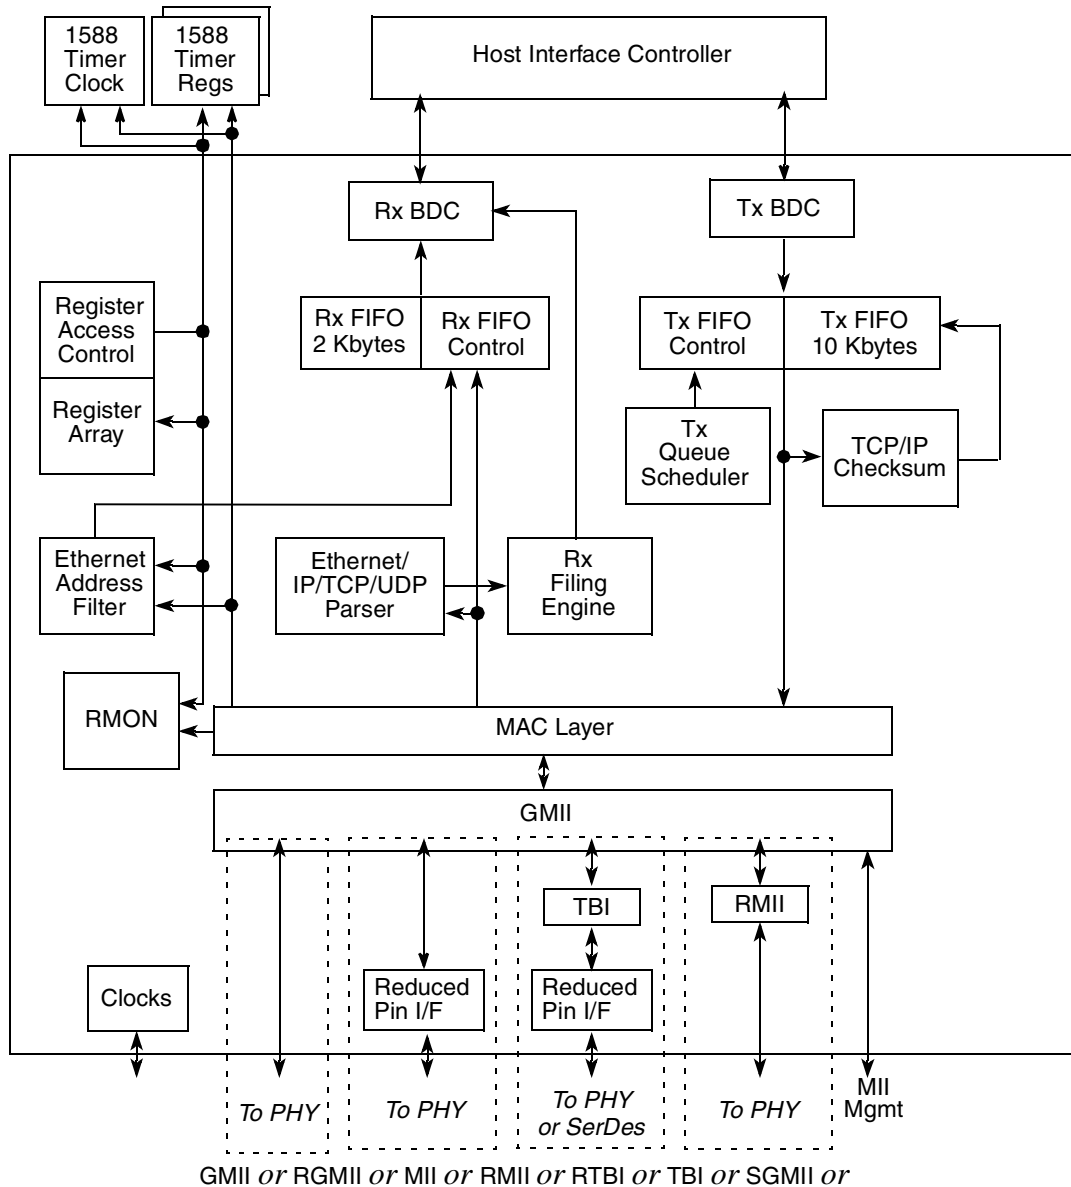 1588
Timer
Clock
1588
Timer
Regs
Host Interface Controller
Rx BDC
Tx BDC
Register
Access
Control
Register
Array
Rx FIFO
2 Kbytes
Rx FIFO
Control
Tx FIFO
Control
Tx FIFO
10 Kbytes
Tx
Queue
Scheduler
TCP/IP
Checksum
Ethernet
Address
Filter
Ethernet/
IP/TCP/UDP
Parser
Rx
Filing
Engine
RMON
MAC Layer
GMII
TBI
RMII
Clocks
Reduced
Pin I/F
Reduced
Pin I/F
To PHY
To PHY
To PHY
or SerDes
To PHY
MII
Mgmt
GMII or RGMII or MII or RMII or RTBI or TBI or SGMII or